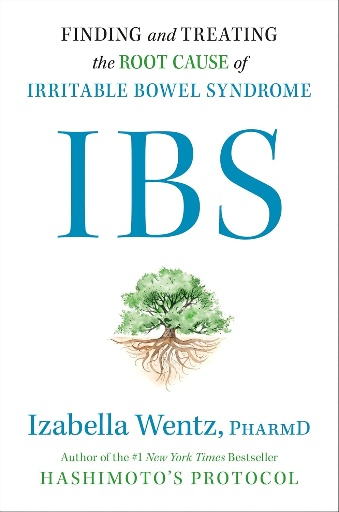 FINDING and TREATING
the ROOT CAUSE of
IRRITABLE BOWEL SYNDROME
IBS
Izabella Wentz, PHARMD
Author of the #1 New York Times Bestseller
HASHIMOTO'S PROTOCOL